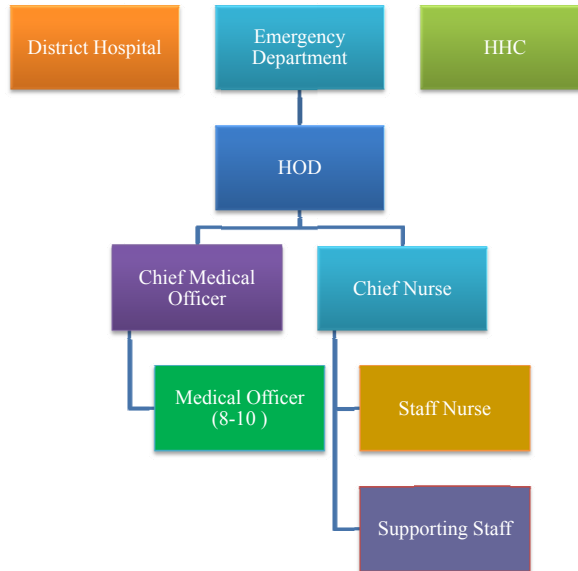 District Hospital
Emergency
Department
HHC
HOD
Chief Medical
Officer
Chief Nurse
Medical Officer
(8-10 )
Staff Nurse
Supporting Staff